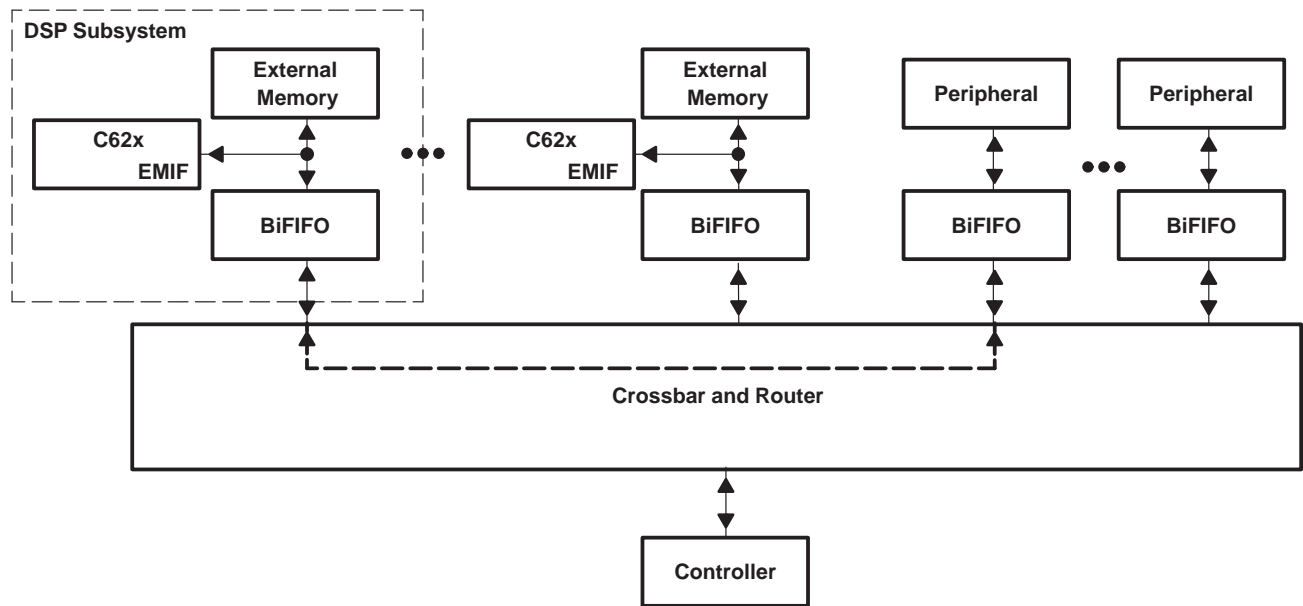 DSP Subsystem
External
Memory
C62x
EMIF
BiFIFO
External
Memory
C62x
EMIF
BiFIFO
Peripheral
BiFIFO
Peripheral
BiFIFO
Crossbar and Router
Controller